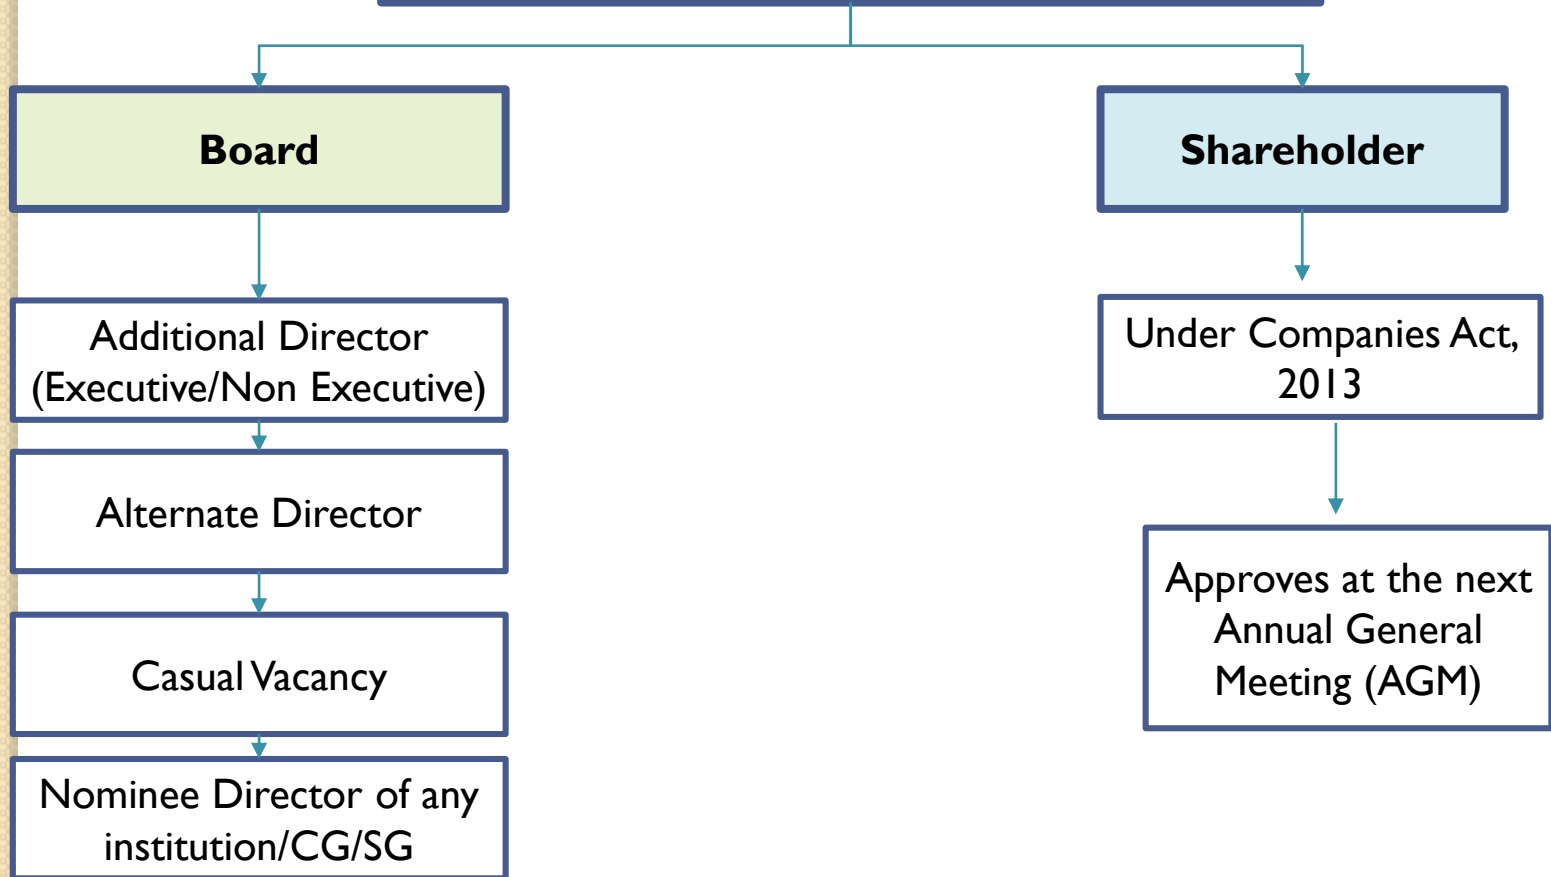 Board
Shareholder
Additional Director
(Executive/Non Executive)
Under Companies Act,
2013
Alternate Director
Approves at the next
Annual General
Meeting (AGM)
Casual Vacancy
Nominee Director of any
institution/CG/SG